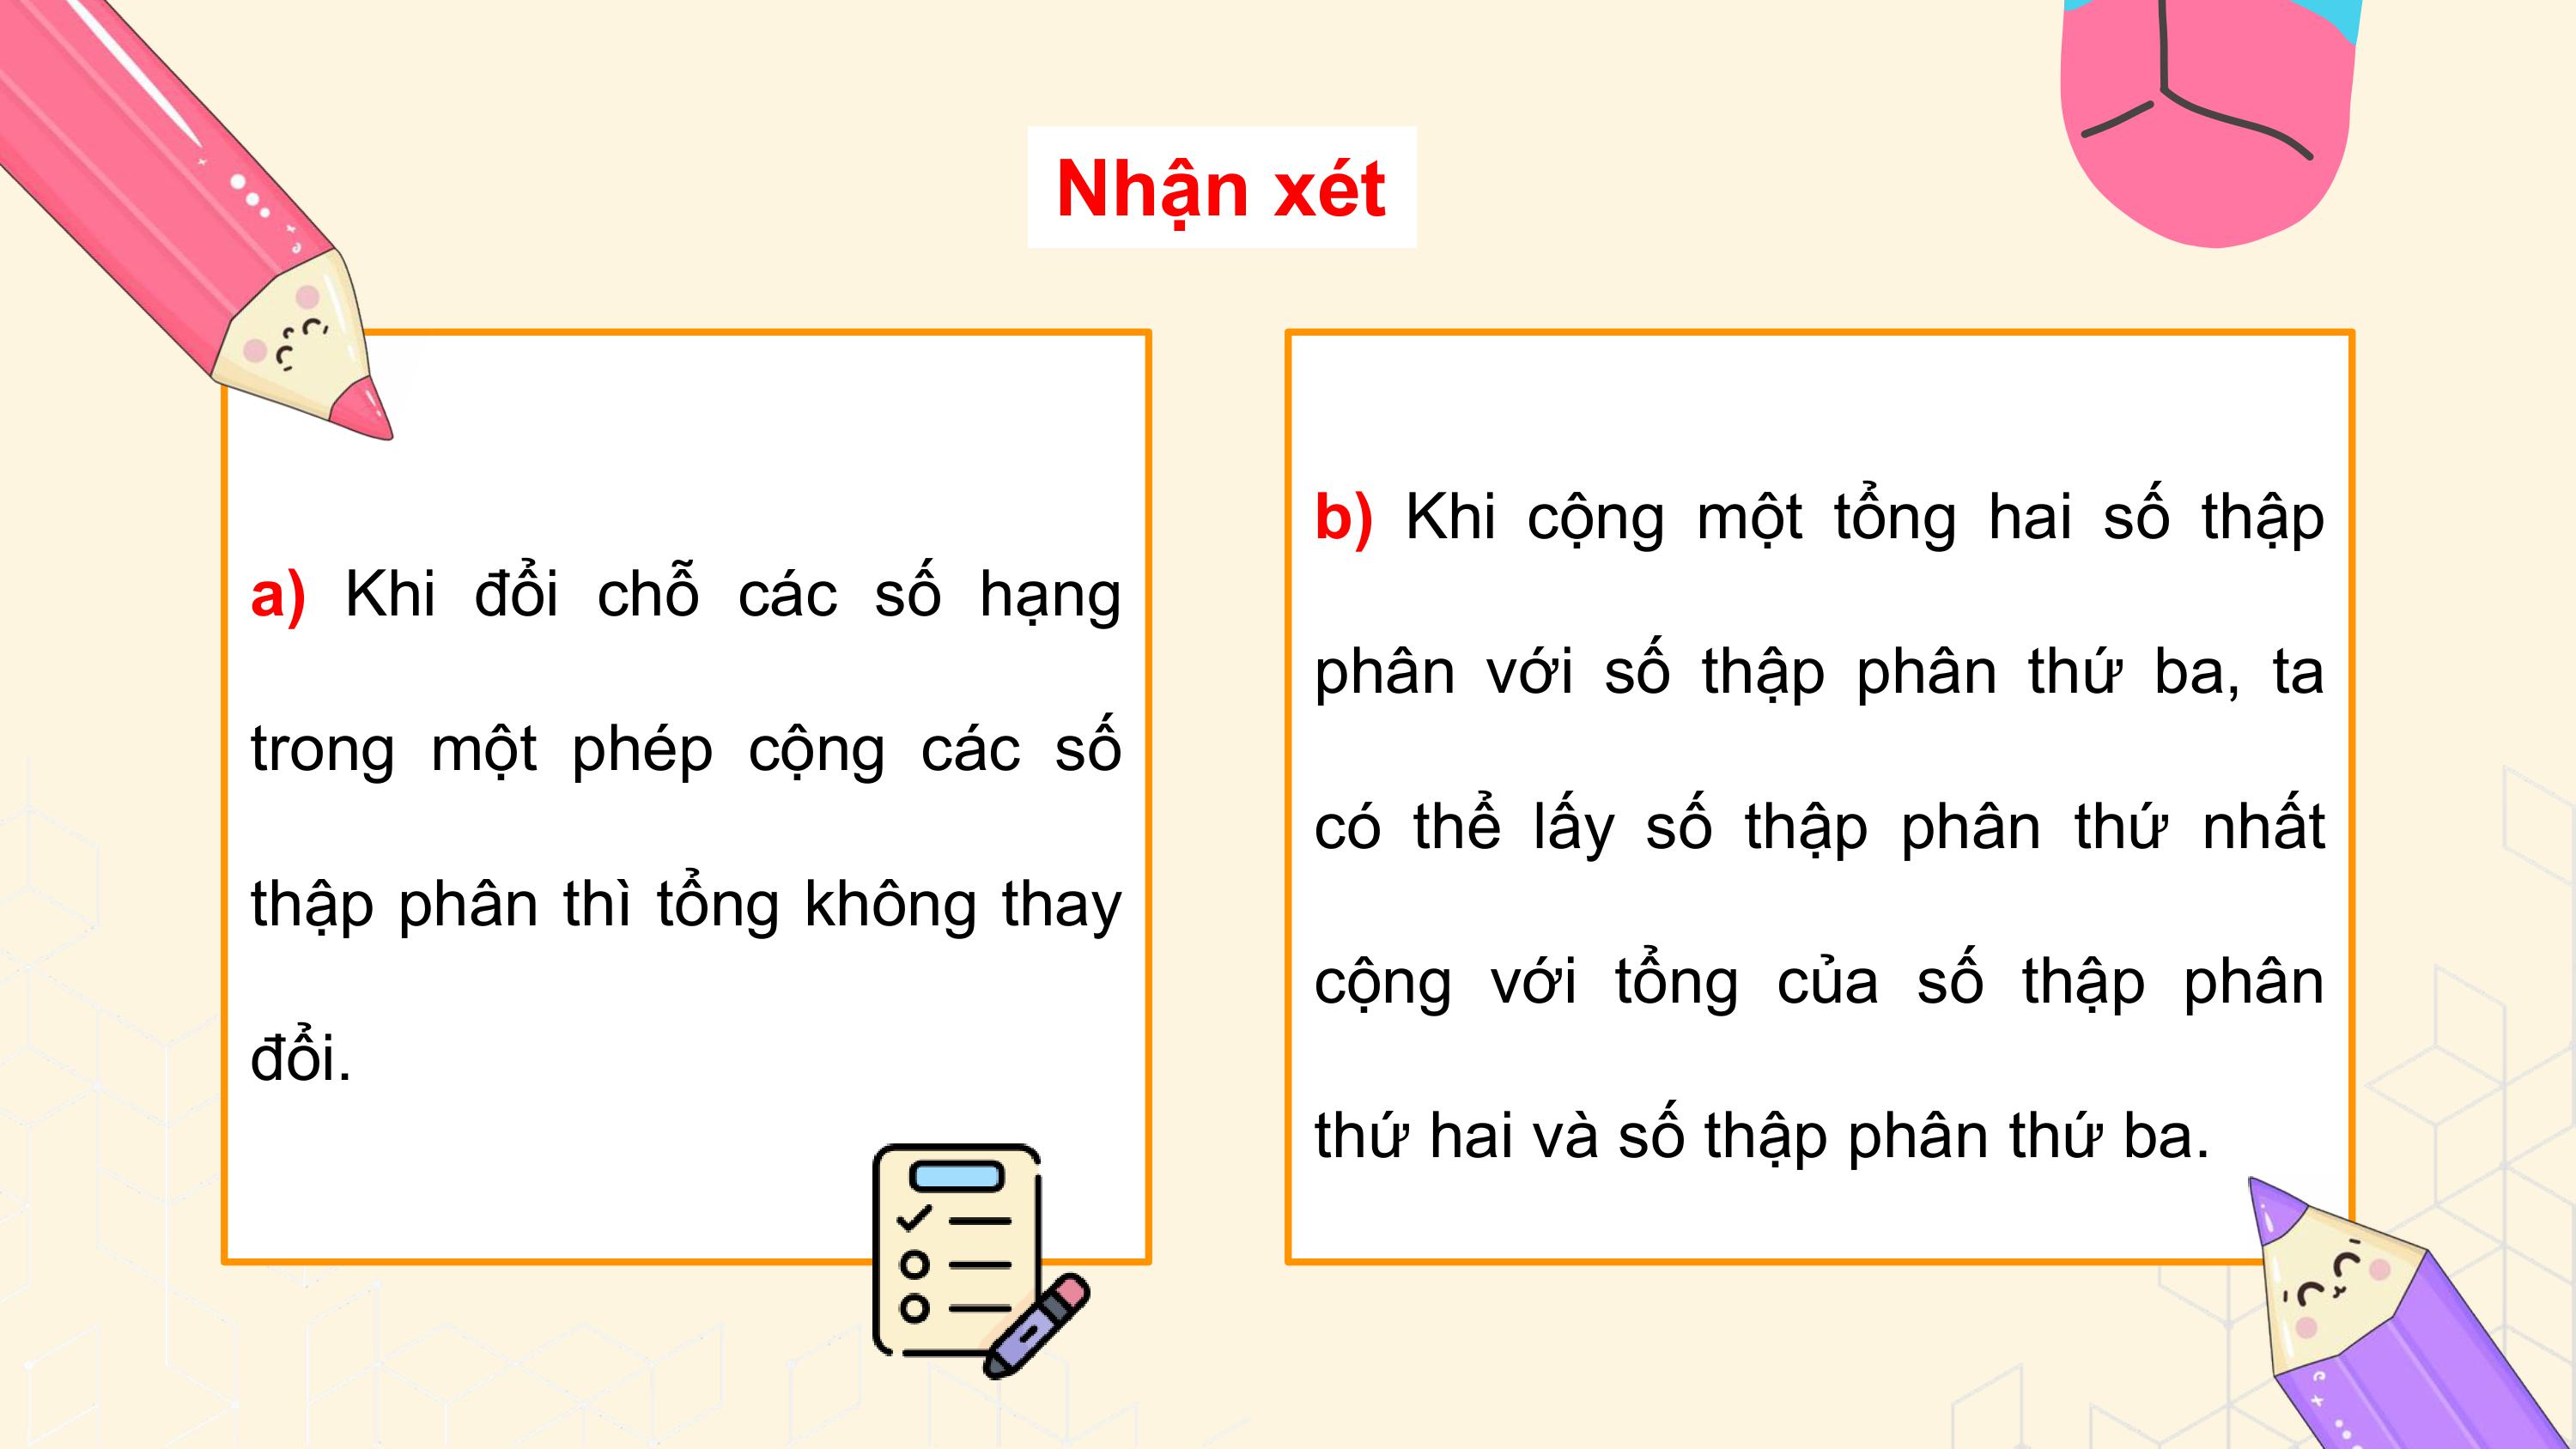 Nhận xét
a) Khi đổi chỗ các số hạng
trong một phép cộng các số
thập phân thì tổng không thay
đổi.
b) Khi cộng một tổng hai số thập
phân với số thập phân thứ ba, ta
có thể lấy số thập phân thứ nhất
cộng với tổng của số thập phân
thứ hai và số thập phân thứ ba.